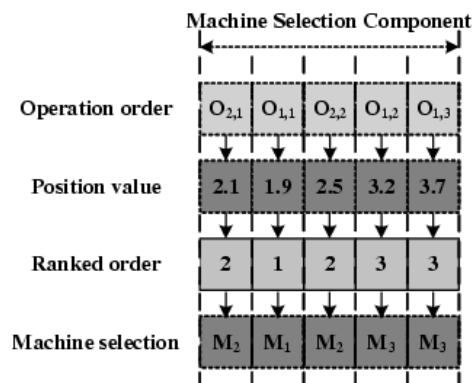 Machine Selection Component
Operation order O2,1 O1,1 O2,2 O1,2 O1,3
Position value 2.1 1.9 2.5 3.2 3.7
Ranked order 2 1 2 3 3
Machine selection M2 M1 M2 M3 M3